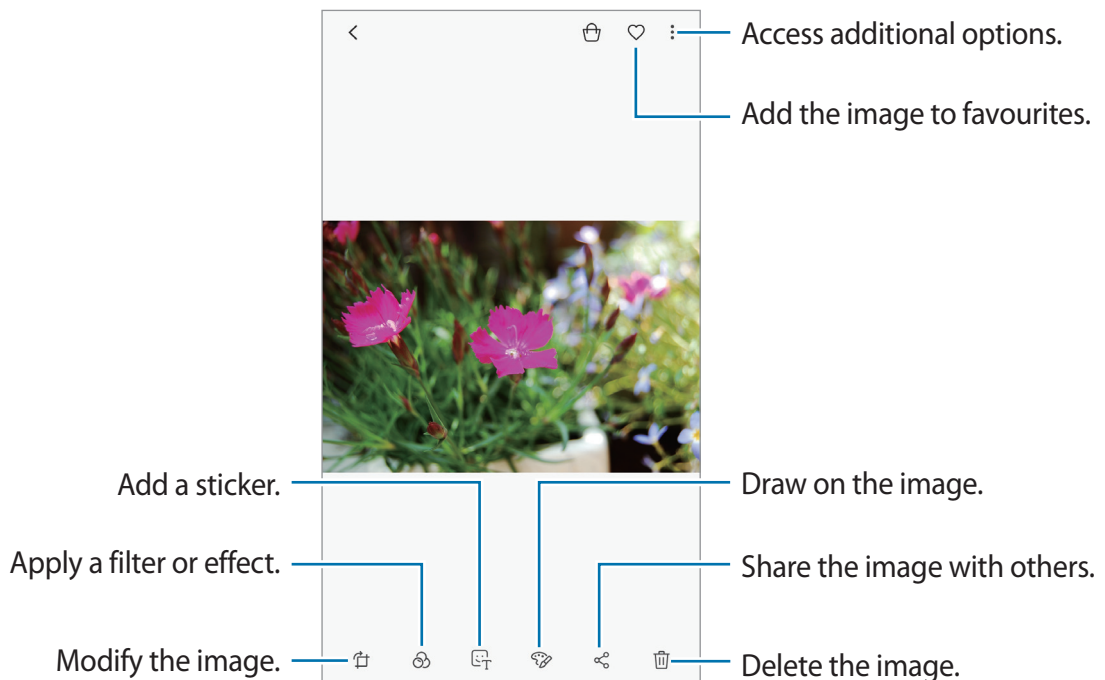 Access additional options.
Add the image to favourites.
Add a sticker.
Draw on the image.
Apply a filter or effect.
Share the image with others.
Modify the image.
Delete the image.